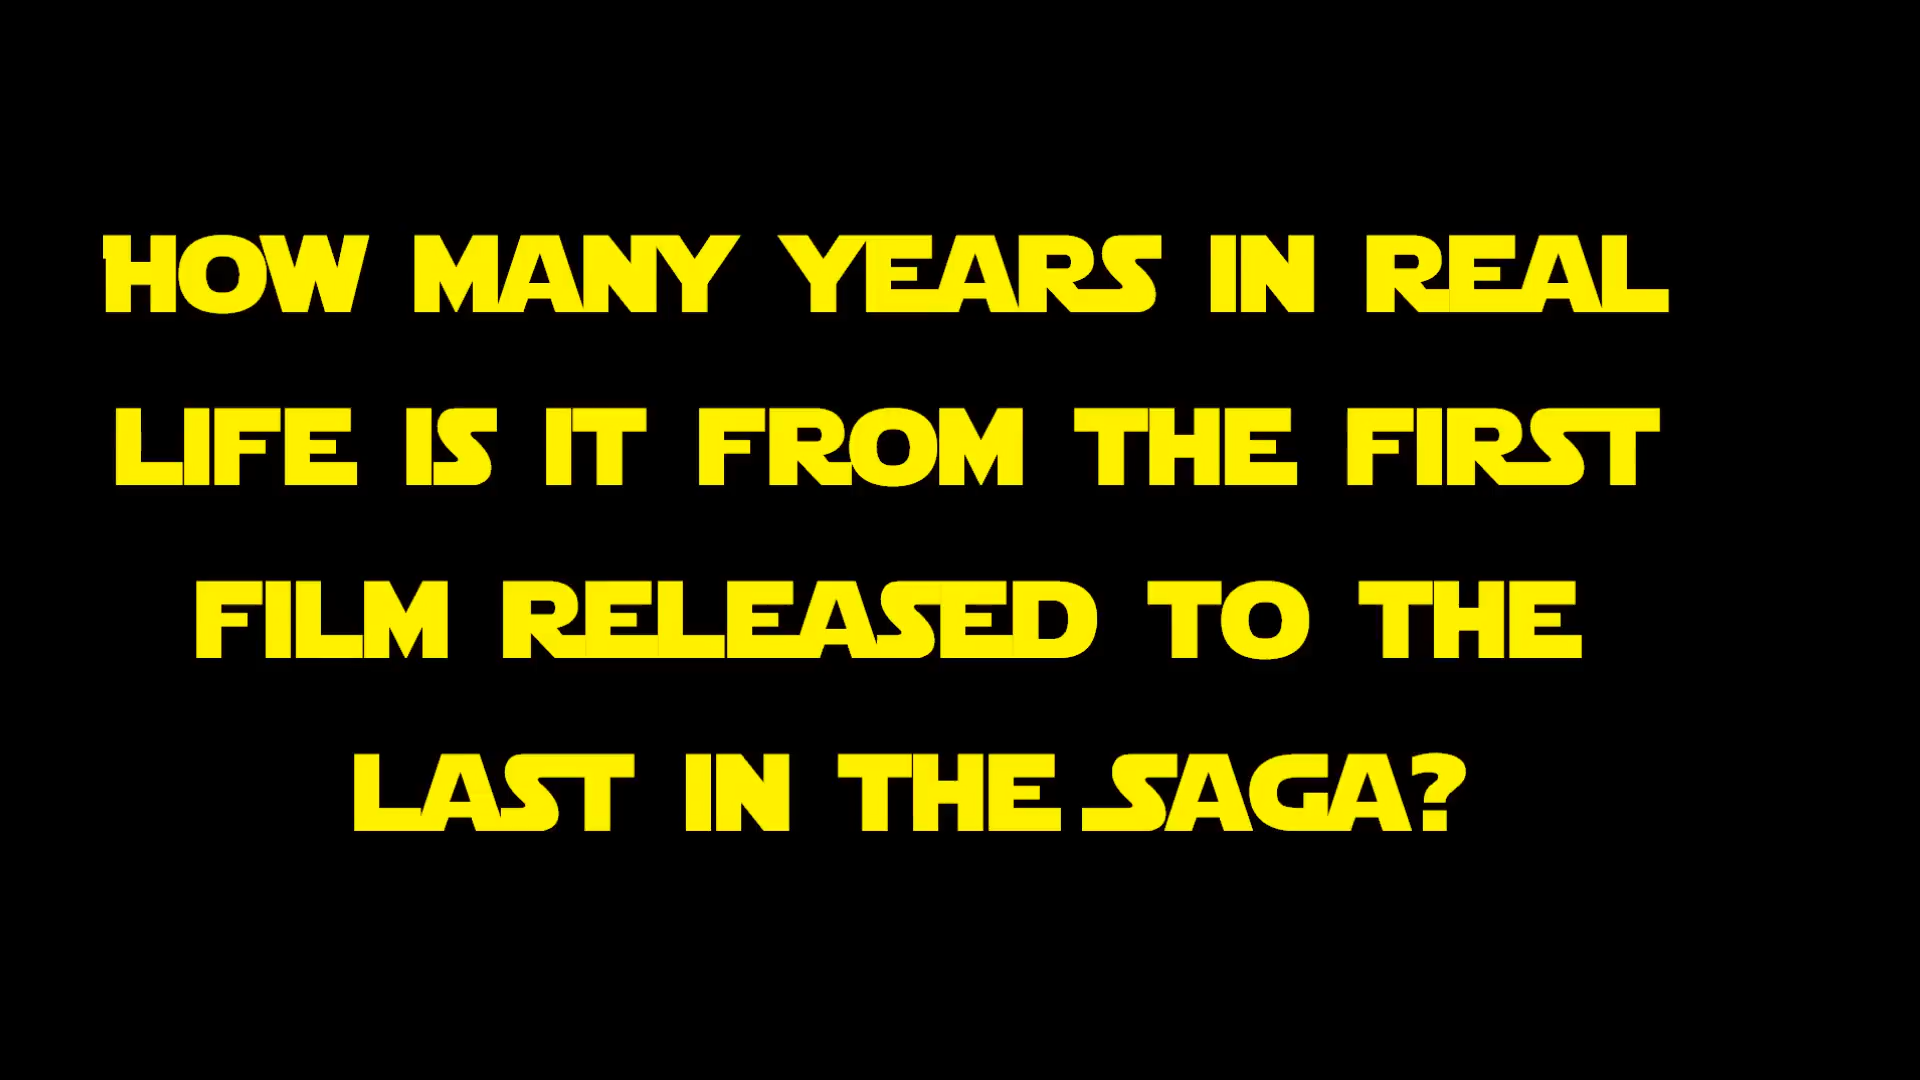 HOW MANY YEARS IN REAL
LIFE IS IT FROM THE FIRST
FILM RELEASED TO THE
LAST IN THE SAGA?